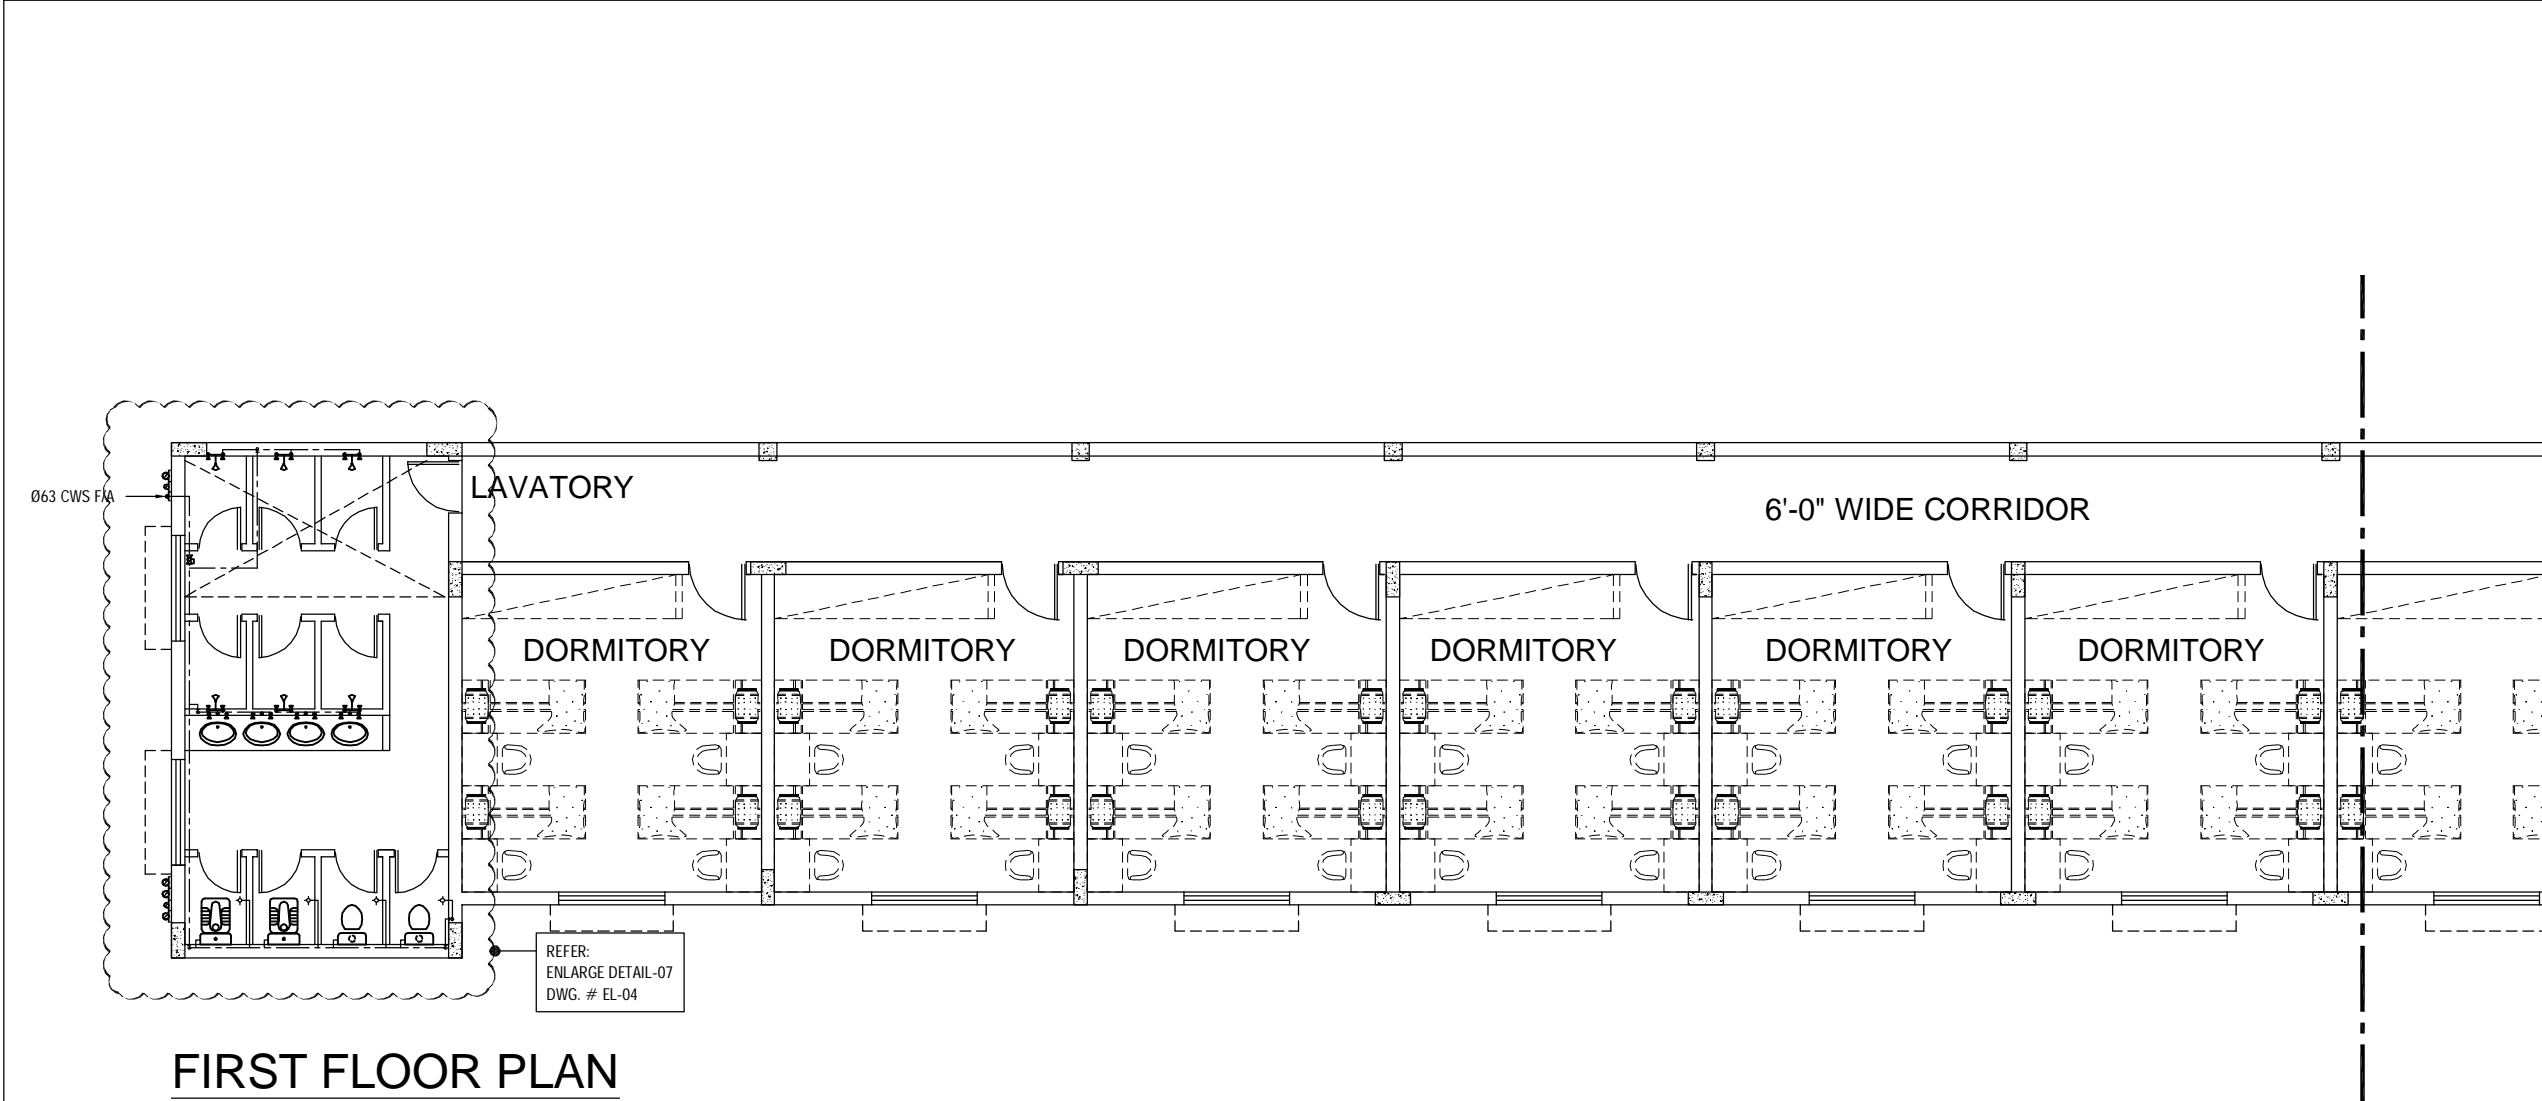 LAVATORY
Ø63 CWS F/A
6'-0" WIDE CORRIDOR
DORMITORY
DORMITORY
DORMITORY
DORMITORY
DORMITORY
DORMITORY
REFER:
ENLARGE DETAIL-07
DWG. # EL-04
FIRST FLOOR PLAN